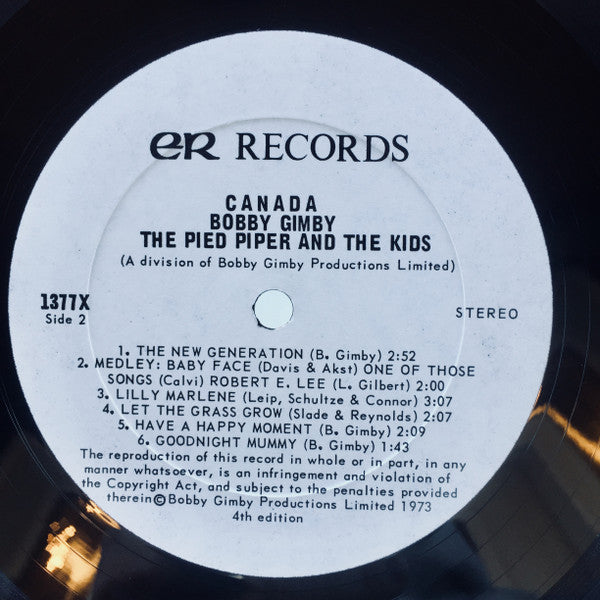 eR RECORDS
CANADA
BOBBY GIMBY
THE PIED PIPER AND THE KIDS
(A division of Bobby Gimby Productions Limited)
1377X
Side 2
STEREO
1. THE NEW GENERATION (B. Gimby) 2:52
2. MEDLEY: BABY FACE (Davis & Akst) ONE OF THOSE
SONGS (Calvi) ROBERT E. LEE (L. Gilbert) 2:00
3. LILLY MARLENE (Leip, Schultze & Connor) 3:07
4. LET THE GRASS GROW (Slade & Reynolds) 2:07
5. HAVE A HAPPY MOMENT (B. Gimby) 2:09
6. GOODNIGHT MUMMY (B. Gimby) 1:43
The reproduction of this record in whole or in part, in any
manner whatsoever, is an infringement and violation of
the Copyright Act, and subject to the penalties provided
therein©Bobby Gimby Productions Limited 1973
4th edition